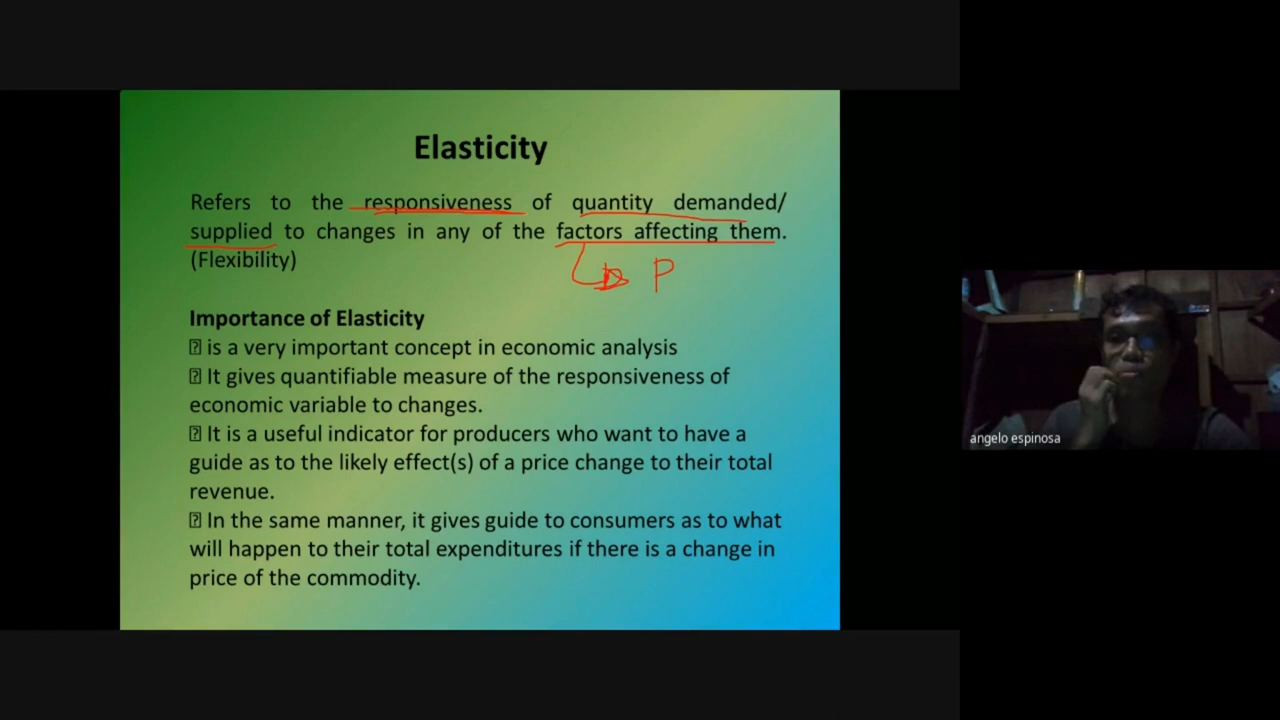 Elasticity
Refers to the responsiveness of quantity demanded/
supplied to changes in any of the factors affecting them.
(Flexibility)
P
Importance of Elasticity
⍰ is a very important concept in economic analysis
⍰ It gives quantifiable measure of the responsiveness of
economic variable to changes.
⍰ It is a useful indicator for producers who want to have a
guide as to the likely effect(s) of a price change to their total
revenue.
⍰ In the same manner, it gives guide to consumers as to what
will happen to their total expenditures if there is a change in
price of the commodity.
angelo espinosa